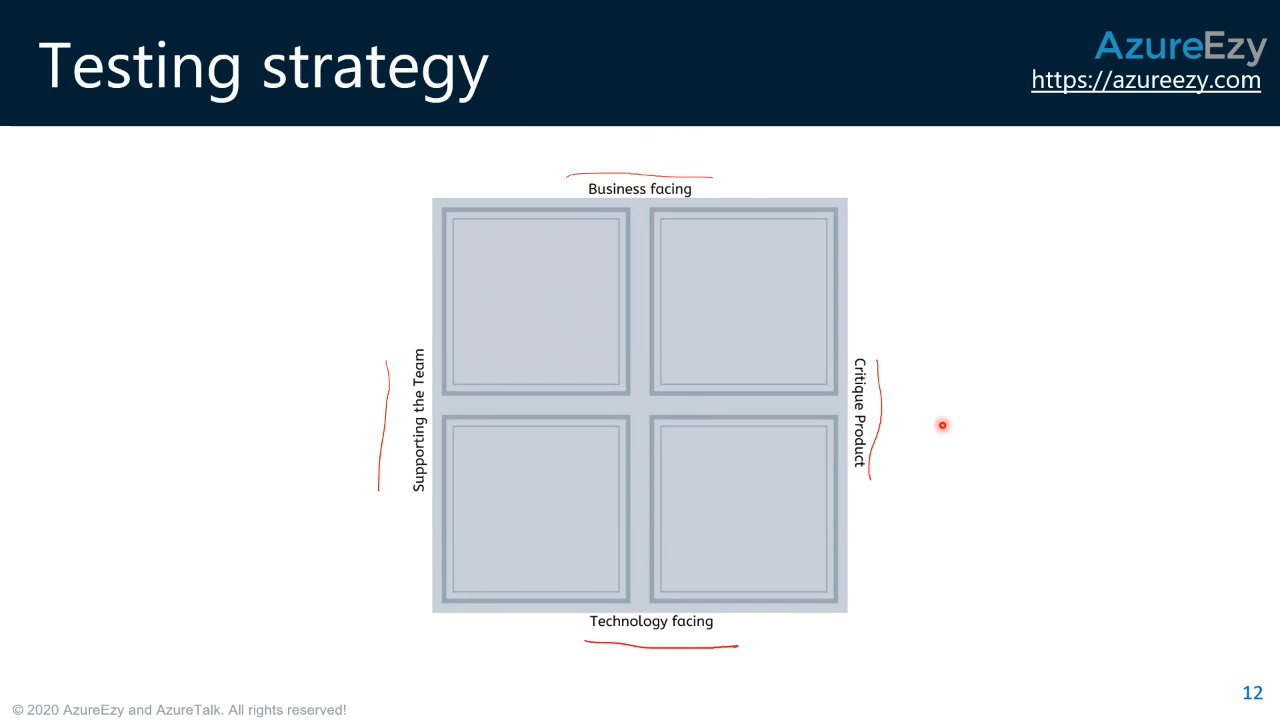 Testing strategy
AzureEzy
https://azureezy.com
Business facing
Supporting the Team
Critique Product
Technology facing
© 2020 AzureEzy and AzureTalk. All rights reserved!
12